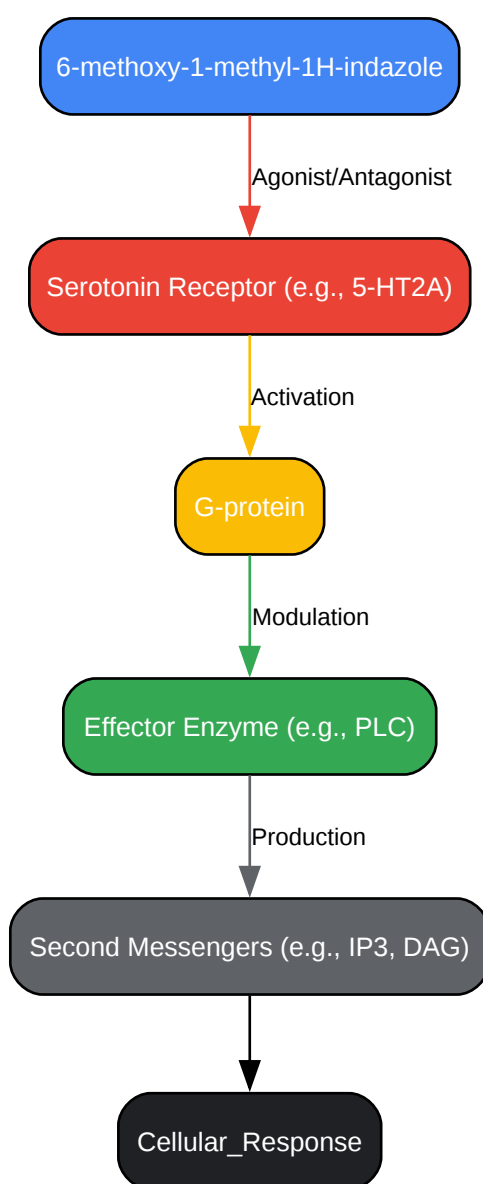 6-methoxy-1-methyl-1H-indazole
Agonist/Antagonist
Serotonin Receptor (e.g., 5-HT2A)
Activation
G-protein
Modulation
Effector Enzyme (e.g., PLC)
Production
Second Messengers (e.g., IP3, DAG)
Cellular_Response